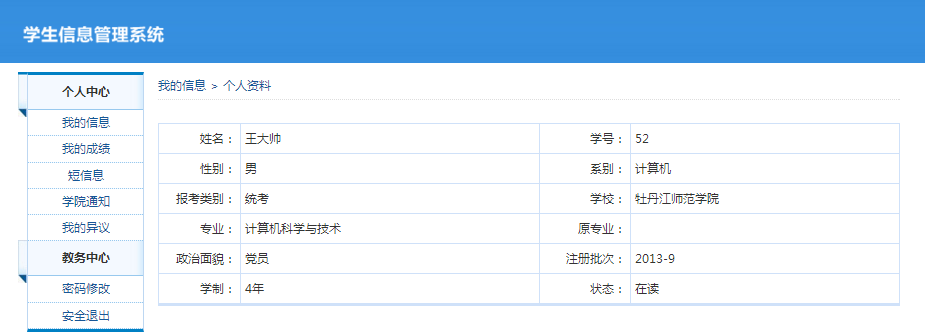 学生信息管理系统
个人中心
我的信息
我的成绩
短信息
学院通知
我的异议
教务中心
密码修改
安全退出
我的信息 > 个人资料
姓名： 王大帅 学号： 52
性别： 男 系别： 计算机
报考类别： 统考 学校： 牡丹江师范学院
专业： 计算机科学与技术 原专业：
政治面貌： 党员 注册批次： 2013-9
学制： 4年 状态： 在读